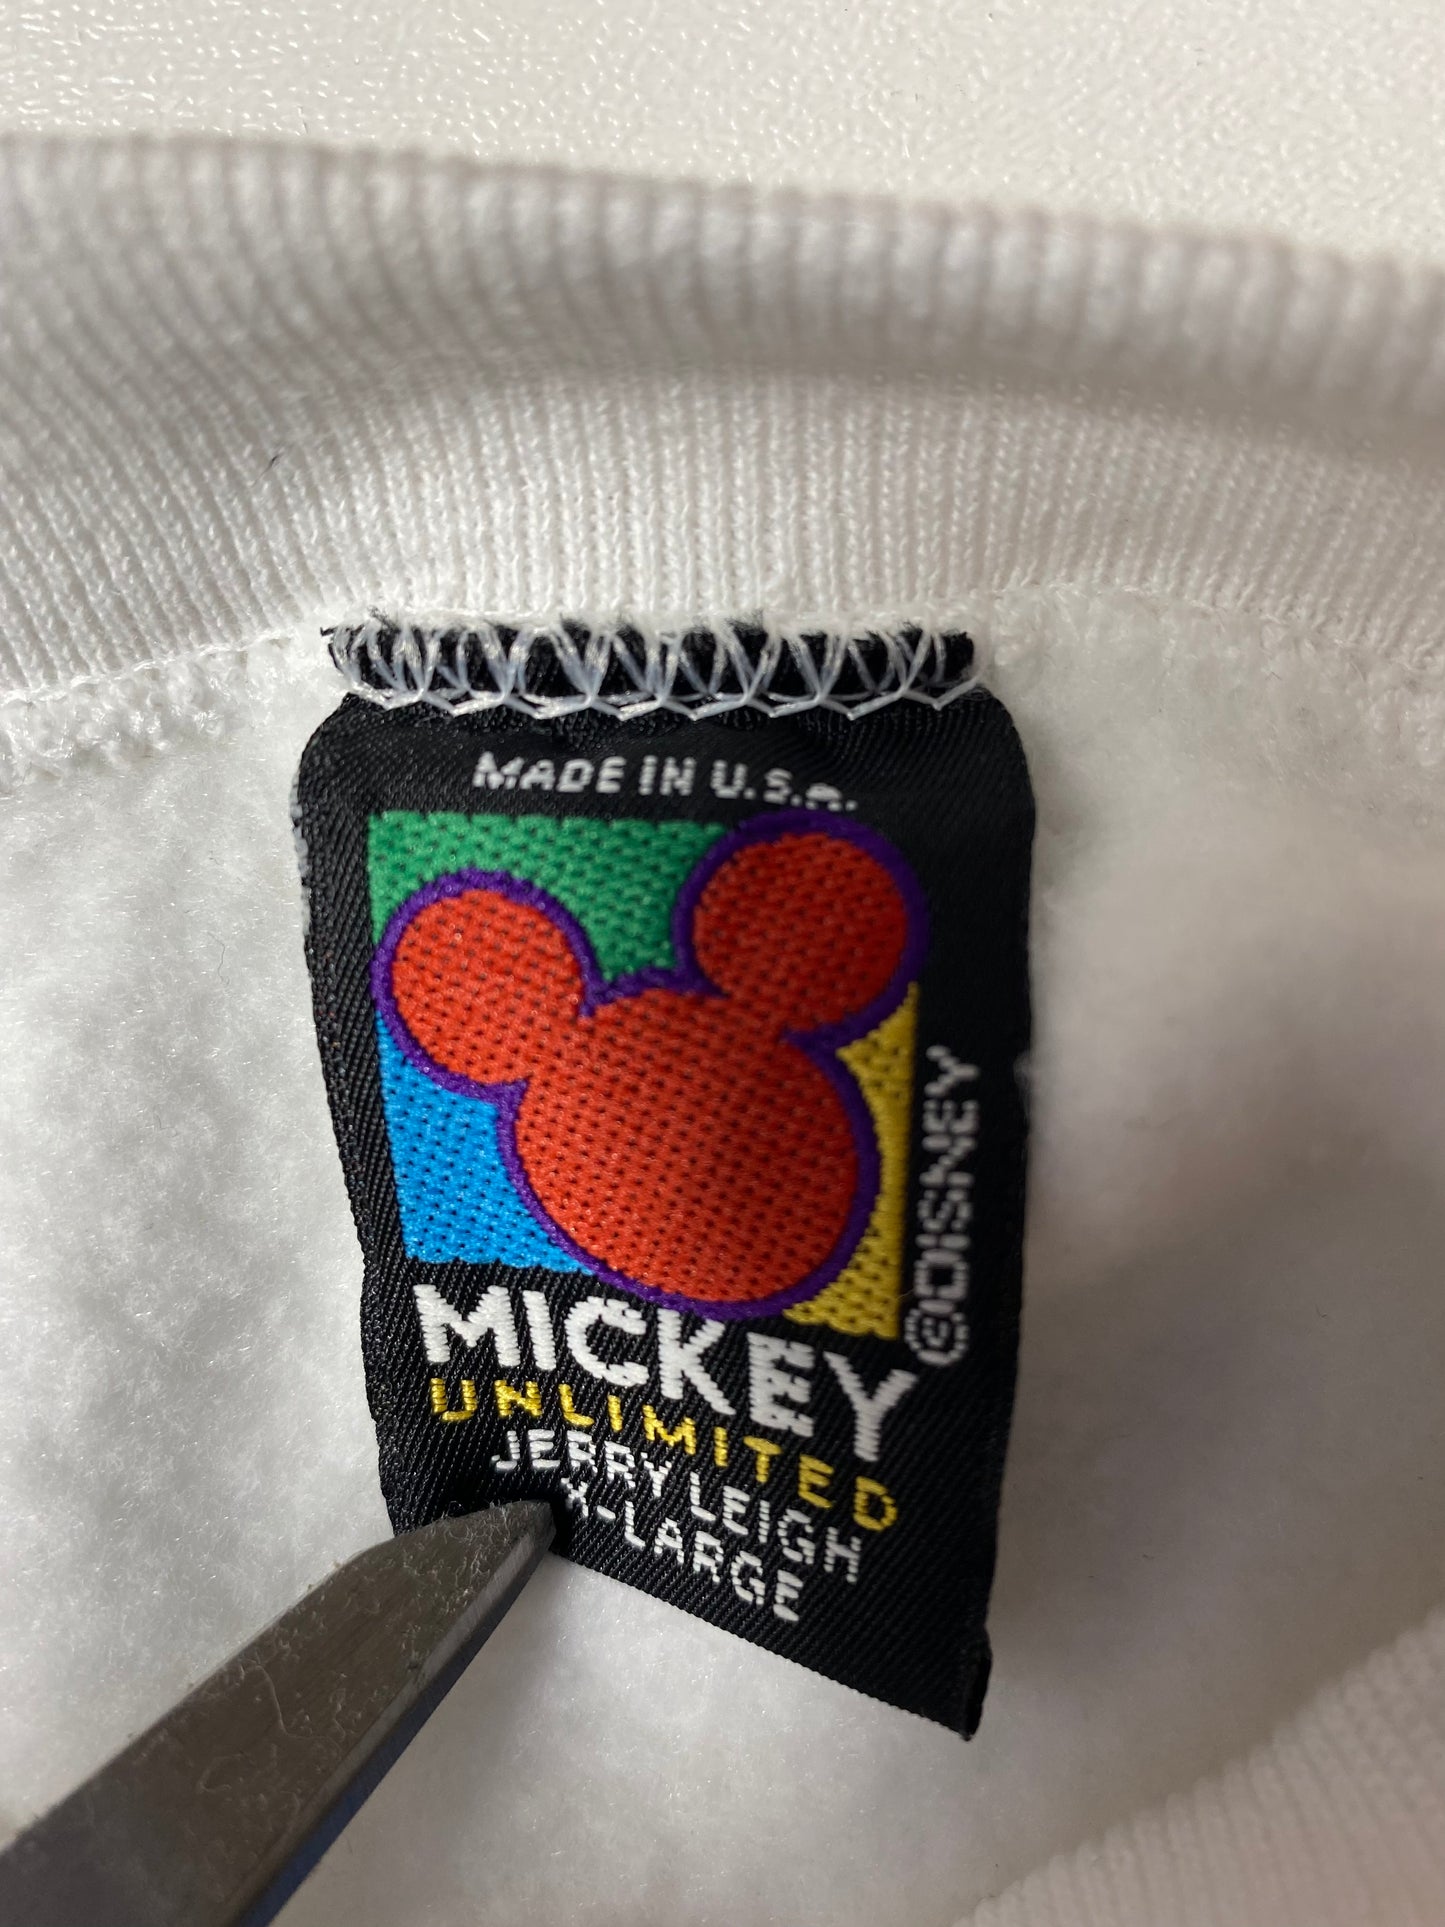 MADE IN U.S.A.
©DISNEY
MICKEY
UNLIMITED
JERRY LEIGH
X-LARGE